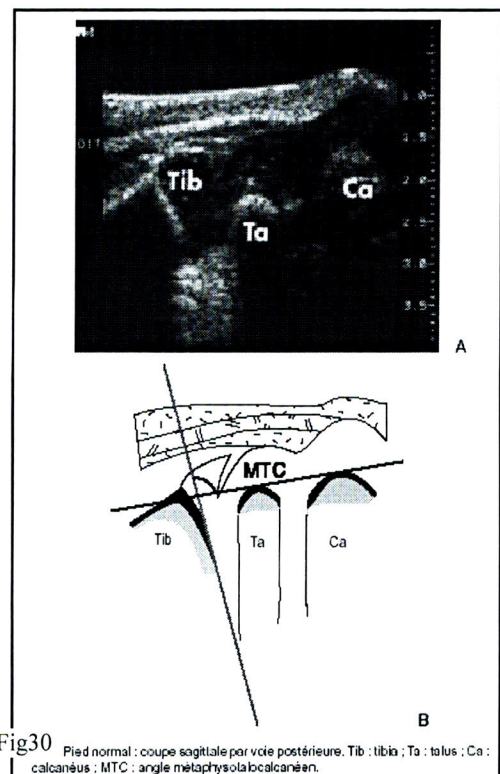 Tib
Ta
Ca
A
MTC
Tib
Ta
Ca
B
Fig30 Pied normal : coupe sagittale par voie postérieure. Tib : tibia ; Ta : talus ; Ca :
calcanéus ; MTC : angle métaphysotalocalcanéen.